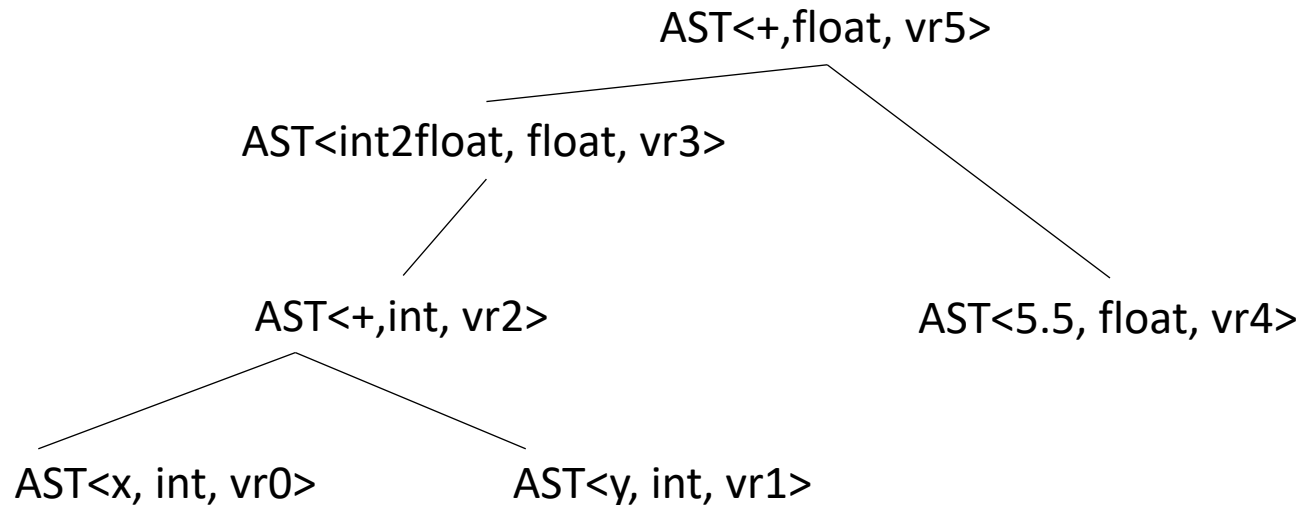 AST<+,float, vr5>
AST<int2float, float, vr3>
AST<+,int, vr2>
AST<5.5, float, vr4>
AST<x, int, vr0>
AST<y, int, vr1>